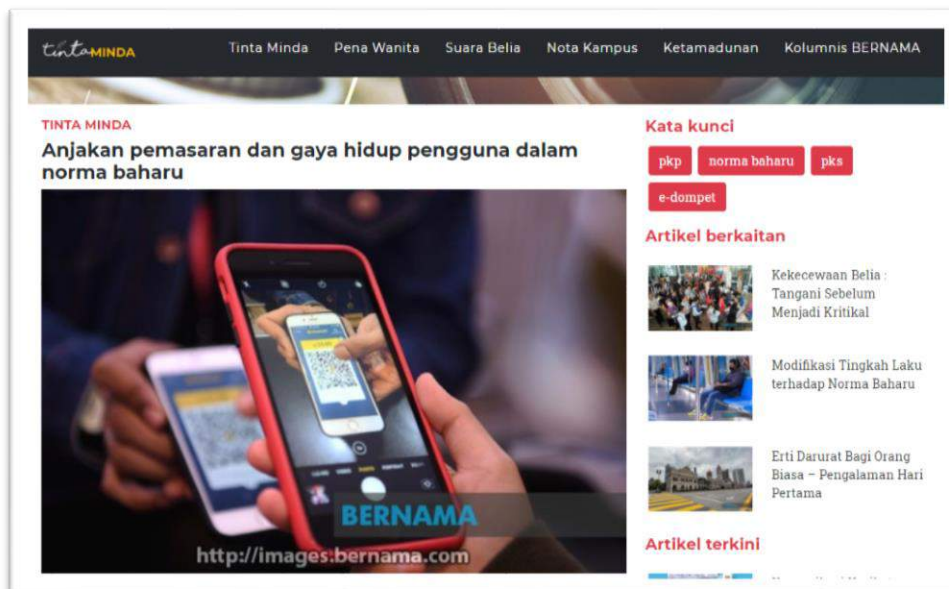 tinta MINDA
Tinta Minda Pena Wanita Suara Belia Nota Kampus Ketamadunan Kolumnis BERNAMA
TINTA MINDA
Anjakan pemasaran dan gaya hidup pengguna dalam
norma baharu
BERNAMA
http://images.bernama.com
Kata kunci
pkp norma baharu pks
e-dompet
Artikel berkaitan
Kekecewaan Belia :
Tangani Sebelum
Menjadi Kritikal
Modifikasi Tingkah Laku
terhadap Norma Baharu
Erti Darurat Bagi Orang
Biasa – Pengalaman Hari
Pertama
Artikel terkini